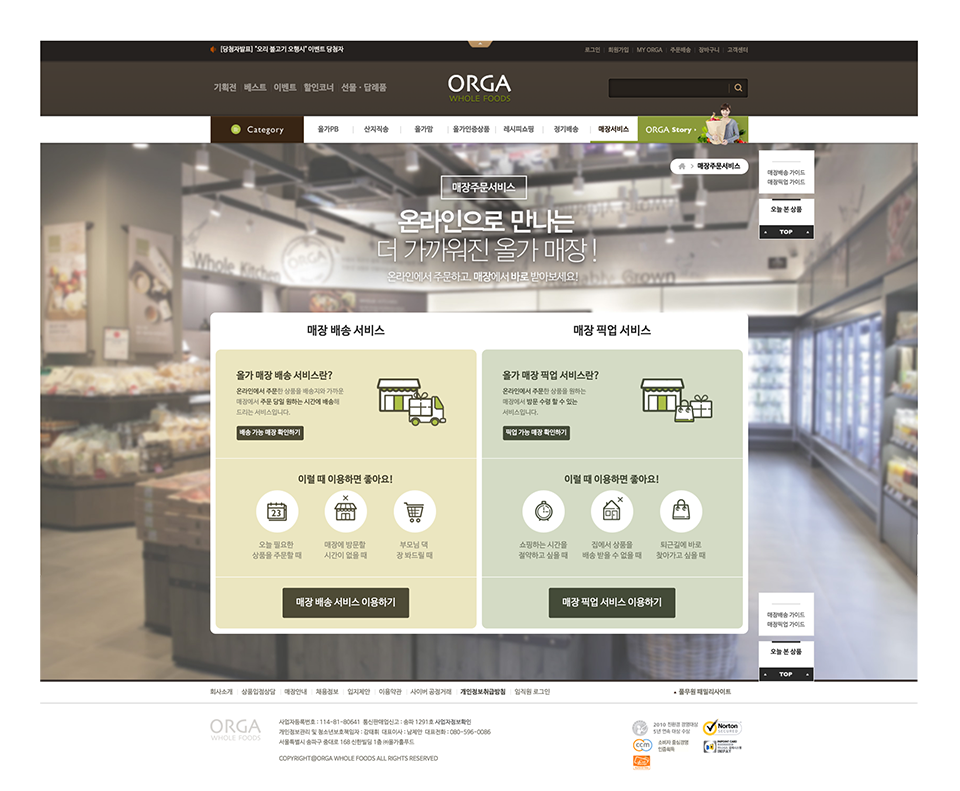 [당첨자발표] "오리 불고기 오행시" 이벤트 당첨자
로그인 회원가입 MY ORGA 주문배송 장바구니 고객센터
기획전 베스트 이벤트 할인코너 선물·답례품
ORGA
WHOLE FOODS
Category 올가PB 산지직송 올가맘 올가인증상품 레시피쇼핑 정기배송 매장서비스 ORGA Story
매장주문서비스
매장배송 가이드
매장픽업 가이드
오늘 본 상품
TOP
매장주문서비스
온라인으로 만나는
더 가까워진 올가 매장!
온라인에서 주문하고, 매장에서 바로 받아보세요!
Whole Kitchen
ORGA
Grown
매장 배송 서비스
올가 매장 배송 서비스란?
온라인에서 주문한 상품을 배송지와 가까운
매장에서 주문 당일 원하는 시간에 배송해
드리는 서비스입니다.
배송 가능 매장 확인하기
이럴 때 이용하면 좋아요!
23
오늘 필요한
상품을 주문할 때
매장에 방문할
시간이 없을 때
부모님 댁
장 봐드릴 때
매장 배송 서비스 이용하기
매장 픽업 서비스
올가 매장 픽업 서비스란?
온라인에서 주문한 상품을 원하는
매장에서 방문 수령 할 수 있는
서비스입니다.
픽업 가능 매장 확인하기
이럴 때 이용하면 좋아요!
쇼핑하는 시간을
절약하고 싶을 때
집에서 상품을
배송 받을 수 없을 때
퇴근길에 바로
찾아가고 싶을 때
매장 픽업 서비스 이용하기
매장배송 가이드
매장픽업 가이드
오늘 본 상품
TOP
회사소개 상품입점상담 매장안내 채용정보 입지제안 이용약관 사이버 공정거래 개인정보취급방침 임직원 로그인
풀무원 패밀리사이트
ORGA
WHOLE FOODS
사업자등록번호 : 114-81-80641 통신판매업신고 : 송파 1291호 사업자정보확인
개인정보관리 및 청소년보호책임자 : 강태회 대표이사 : 남제안 대표전화 : 080-596-0086
서울특별시 송파구 중대로 168 신한빌딩 1층 ㈜올가홀푸드
COPYRIGHT@ORGA WHOLE FOODS ALL RIGHTS RESERVED
2010 친환경 경영대상
5년 연속 대상 수상
Norton
SECURED
ccm
소비자 중심경영
인증획득